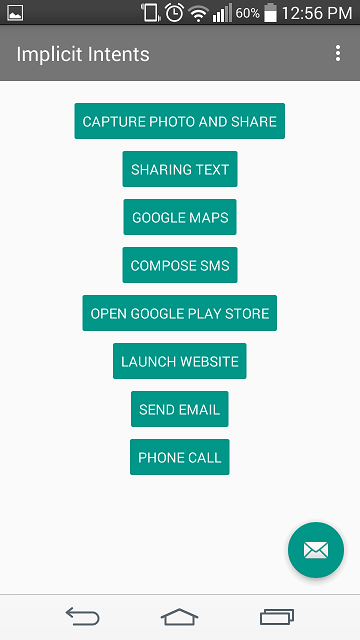 60% 12:56 PM
Implicit Intents
CAPTURE PHOTO AND SHARE
SHARING TEXT
GOOGLE MAPS
COMPOSE SMS
OPEN GOOGLE PLAY STORE
LAUNCH WEBSITE
SEND EMAIL
PHONE CALL